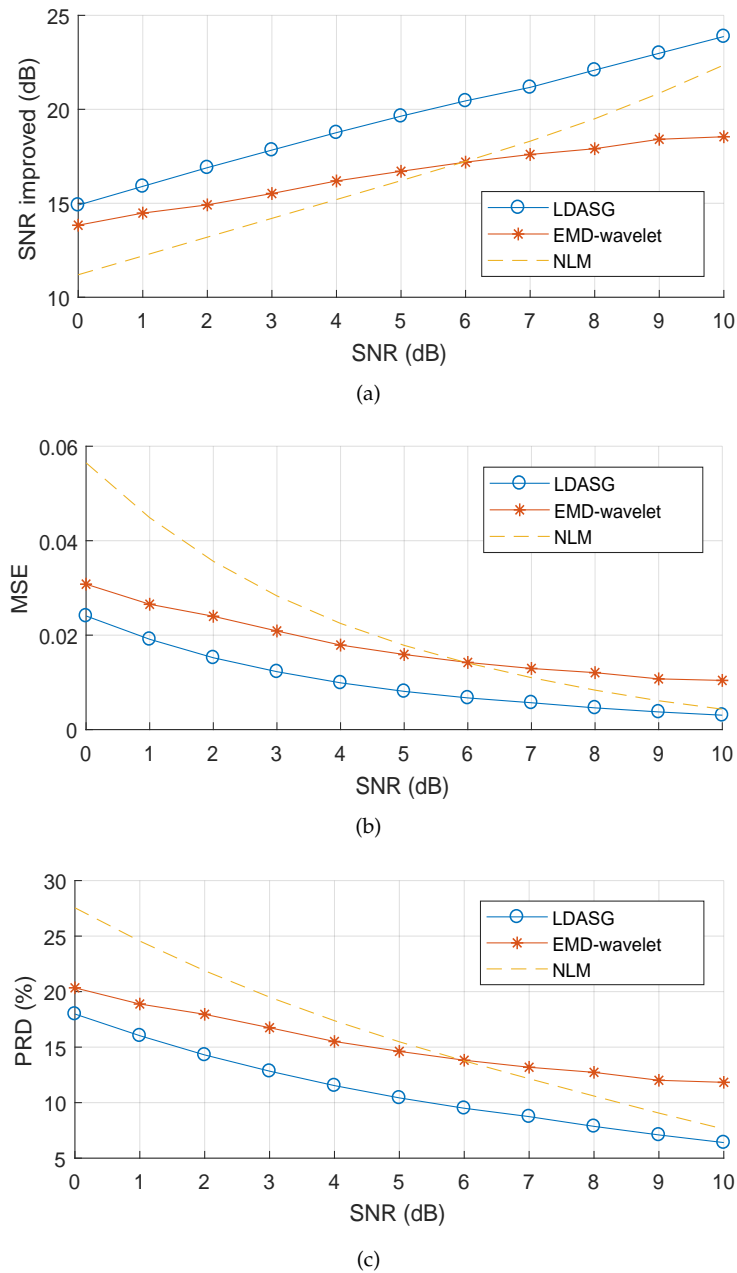 25
20
15
10
SNR improved (dB)
LDASG
EMD-wavelet
NLM
0 1 2 3 4 5 6 7 8 9 10
SNR (dB)
(a)
0.06
0.04
0.02
0
MSE
LDASG
EMD-wavelet
NLM
0 1 2 3 4 5 6 7 8 9 10
SNR (dB)
(b)
30
25
20
15
10
5
PRD (%)
LDASG
EMD-wavelet
NLM
0 1 2 3 4 5 6 7 8 9 10
SNR (dB)
(c)